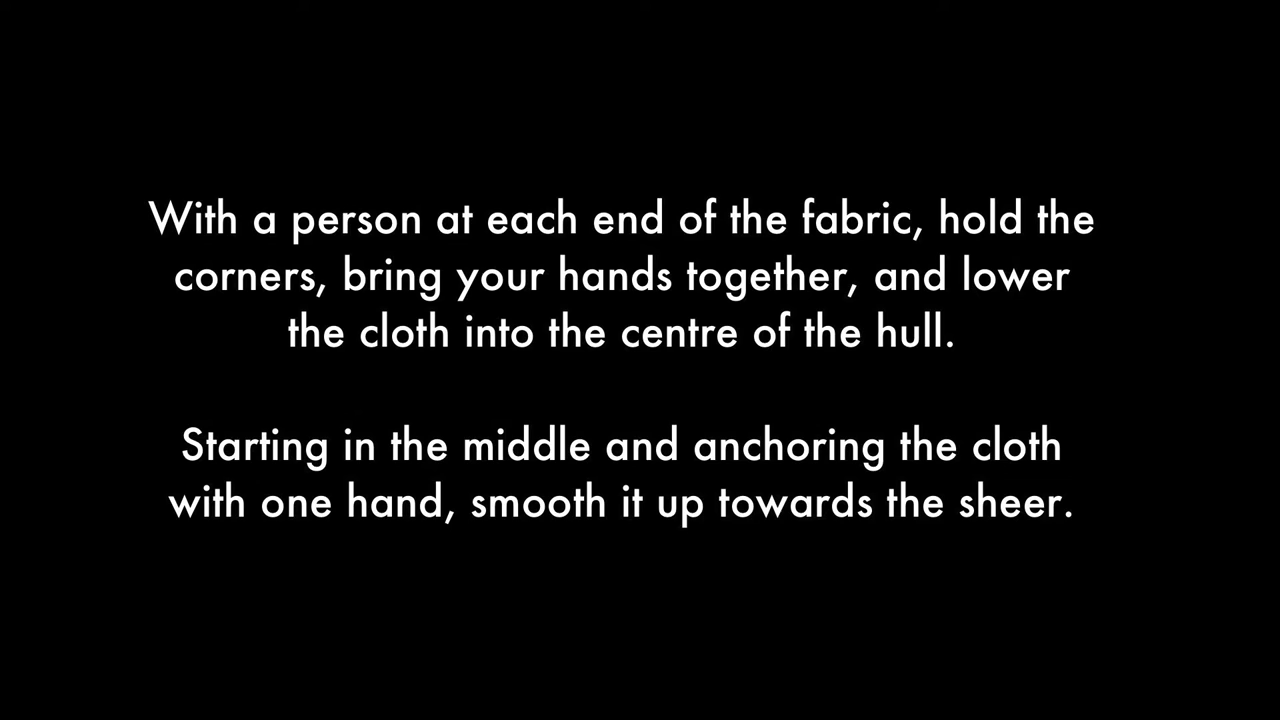 With a person at each end of the fabric, hold the
corners, bring your hands together, and lower
the cloth into the centre of the hull.
Starting in the middle and anchoring the cloth
with one hand, smooth it up towards the sheer.